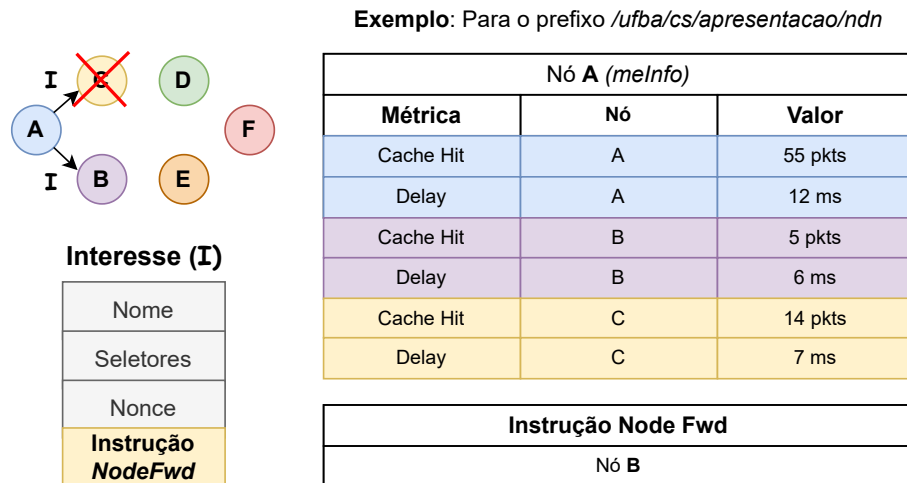 Exemplo: Para o prefixo /ufba/cs/apresentacao/ndn
I
C
D
A
F
I
B
E
Nó A (meInfo)
Métrica Nó Valor
Cache Hit A 55 pkts
Delay A 12 ms
Cache Hit B 5 pkts
Delay B 6 ms
Cache Hit C 14 pkts
Delay C 7 ms
Interesse (I)
Nome
Seletores
Nonce
Instrução
NodeFwd
Instrução Node Fwd
Nó B